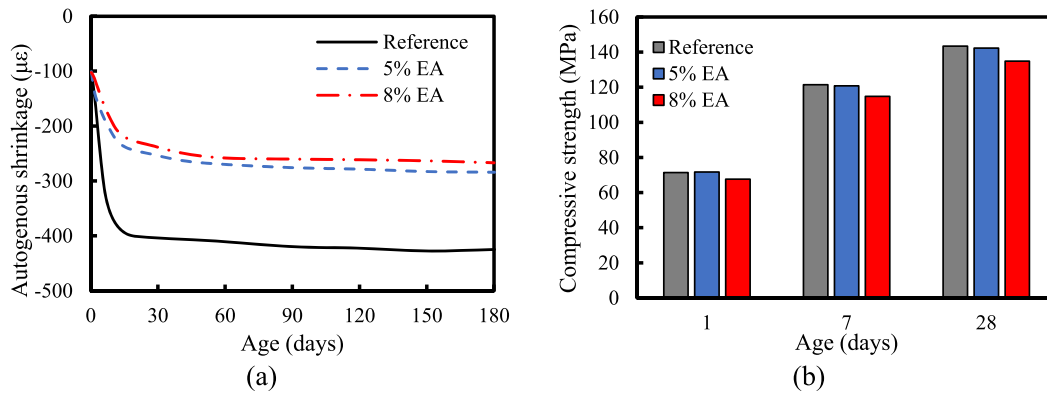 Autogenous shrinkage (με)
0
-100
-200
-300
-400
-500
Reference
5% EA
8% EA
0
30
60
90
120
150
180
Age (days)
(a)
Compressive strength (MPa)
160
140
120
100
80
60
40
20
0
Reference
5% EA
8% EA
1
7
28
Age (days)
(b)